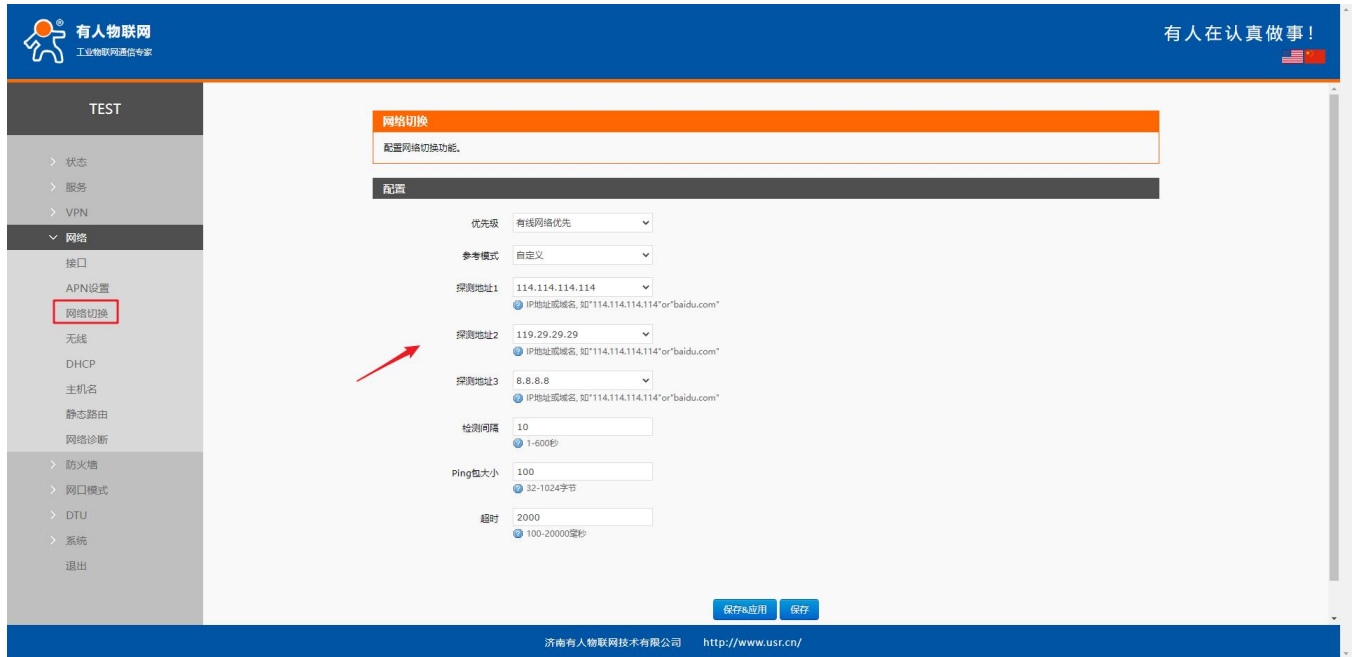 有人物联网®
工业物联网通信专家
有人在认真做事!
TEST
状态
服务
VPN
网络
接口
APN设置
网络切换
无线
DHCP
主机名
静态路由
网络诊断
防火墙
网口模式
DTU
系统
退出
网络切换
配置网络切换功能。
配置
优先级 有线网络优先
参考模式 自定义
探测地址1 114.114.114.114
IP地址或域名, 如"114.114.114.114"or"baidu.com"
探测地址2 119.29.29.29
IP地址或域名, 如"114.114.114.114"or"baidu.com"
探测地址3 8.8.8.8
IP地址或域名, 如"114.114.114.114"or"baidu.com"
检测间隔 10
1-600秒
Ping包大小 100
32-1024字节
超时 2000
100-20000毫秒
保存&应用 保存
济南有人物联网技术有限公司 http://www.usr.cn/